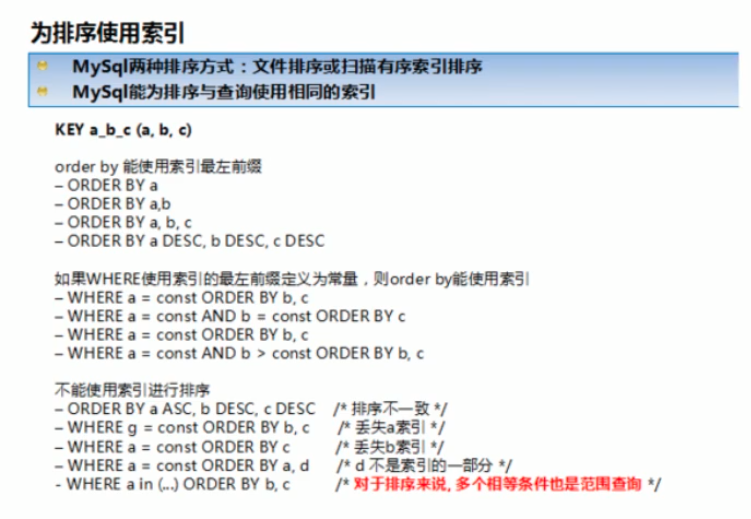 为排序使用索引
MySql两种排序方式：文件排序或扫描有序索引排序
MySql能为排序与查询使用相同的索引
KEY a_b_c (a, b, c)
order by 能使用索引最左前缀
– ORDER BY a
– ORDER BY a,b
– ORDER BY a, b, c
– ORDER BY a DESC, b DESC, c DESC
如果WHERE使用索引的最左前缀定义为常量，则order by能使用索引
– WHERE a = const ORDER BY b, c
– WHERE a = const AND b = const ORDER BY c
– WHERE a = const ORDER BY b, c
– WHERE a = const AND b > const ORDER BY b, c
不能使用索引进行排序
– ORDER BY a ASC, b DESC, c DESC /* 排序不一致 */
– WHERE g = const ORDER BY b, c /* 丢失a索引 */
– WHERE a = const ORDER BY c /* 丢失b索引 */
– WHERE a = const ORDER BY a, d /* d 不是索引的一部分 */
- WHERE a in (...) ORDER BY b, c /* 对于排序来说, 多个相等条件也是范围查询 */